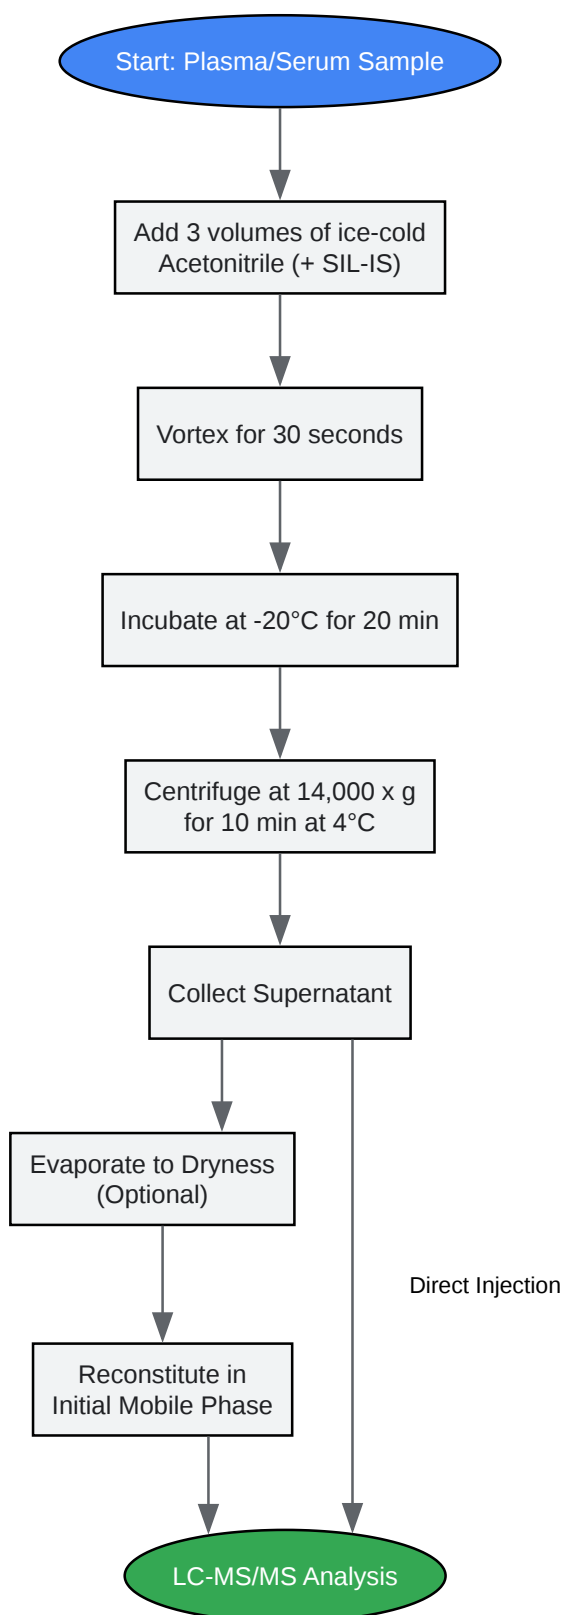 Start: Plasma/Serum Sample
Add 3 volumes of ice-cold
Acetonitrile (+ SIL-IS)
Vortex for 30 seconds
Incubate at -20°C for 20 min
Centrifuge at 14,000 x g
for 10 min at 4°C
Collect Supernatant
Evaporate to Dryness
(Optional)
Direct Injection
Reconstitute in
Initial Mobile Phase
LC-MS/MS Analysis